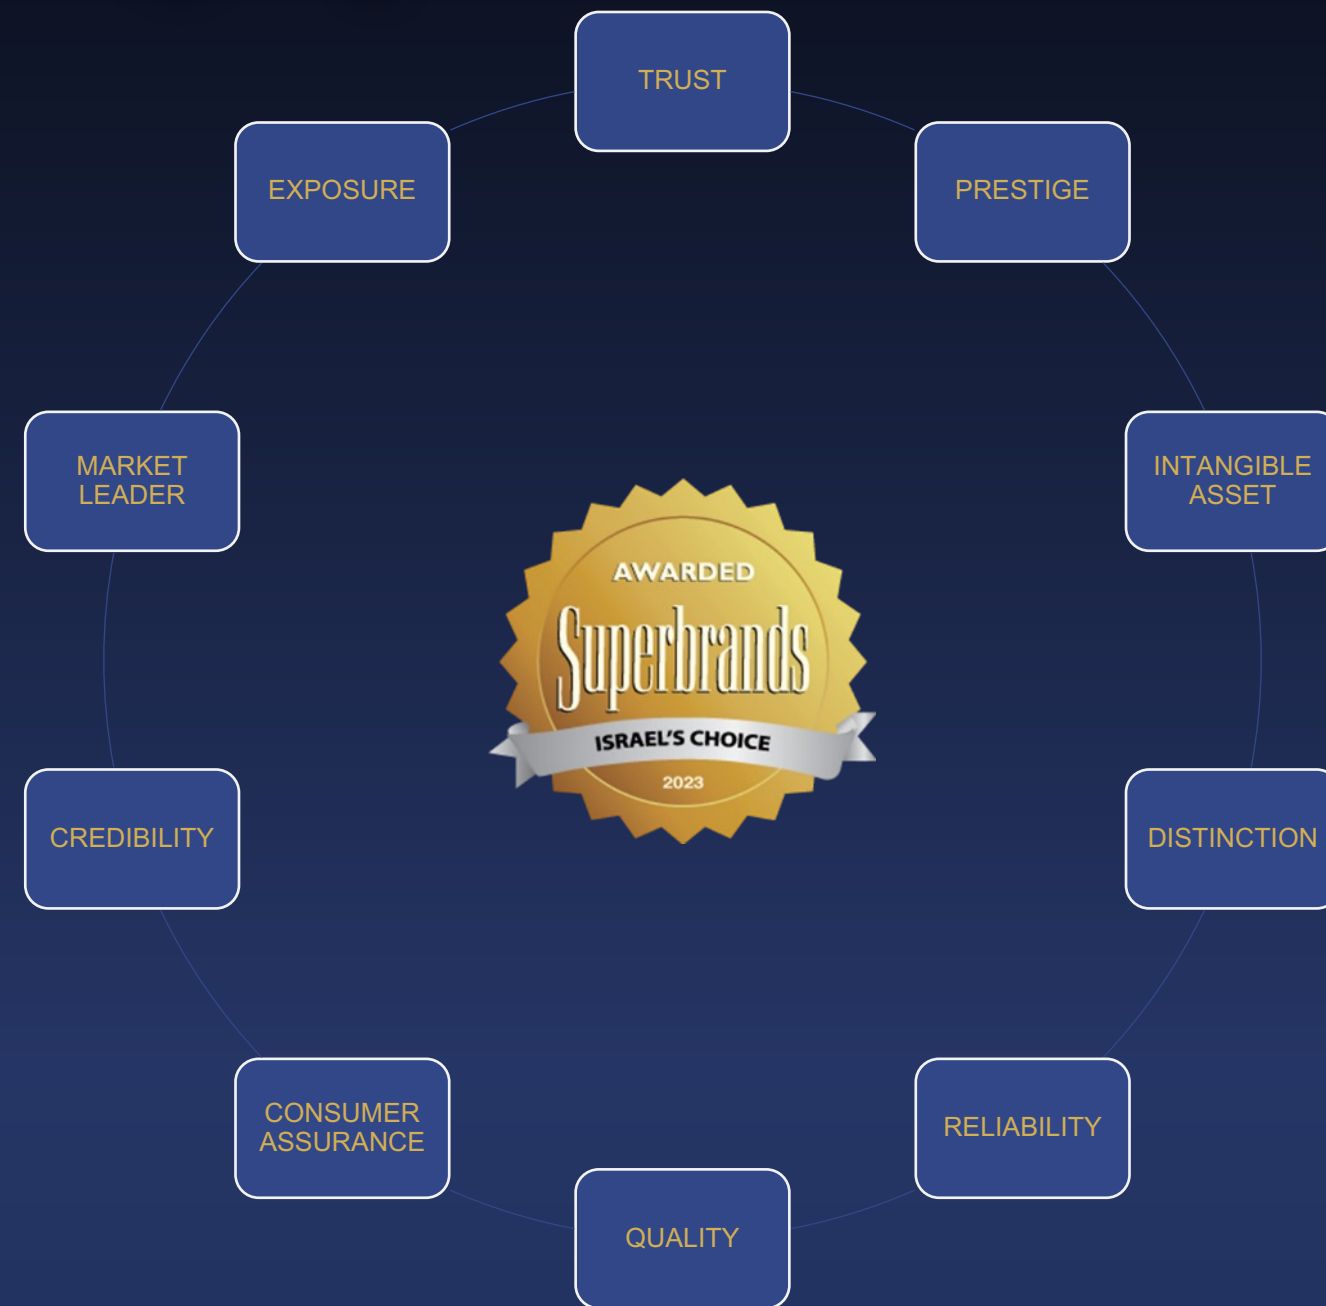 TRUST
EXPOSURE
PRESTIGE
MARKET
LEADER
INTANGIBLE
ASSET
AWARDED
Superbrands
ISRAEL'S CHOICE
2023
CREDIBILITY
DISTINCTION
CONSUMER
ASSURANCE
RELIABILITY
QUALITY